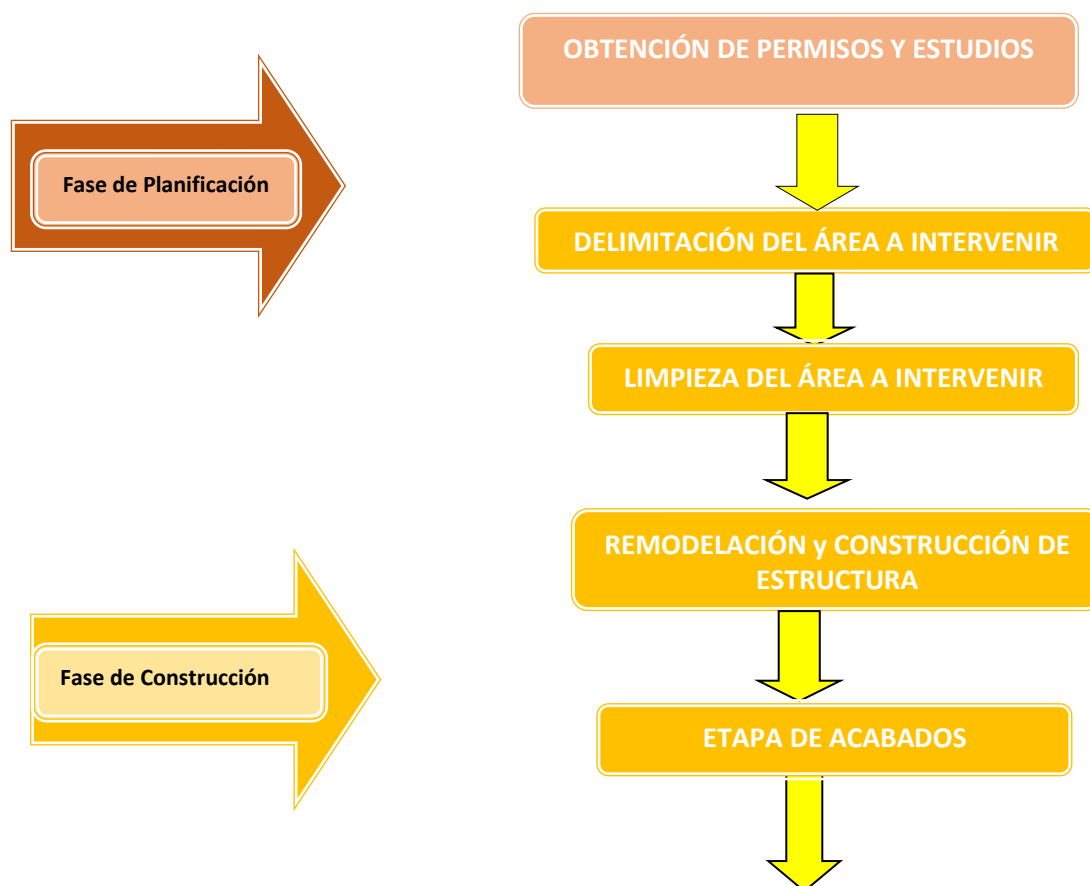 OBTENCIÓN DE PERMISOS Y ESTUDIOS
Fase de Planificación
DELIMITACIÓN DEL ÁREA A INTERVENIR
LIMPIEZA DEL ÁREA A INTERVENIR
REMODELACIÓN y CONSTRUCCIÓN DE
ESTRUCTURA
Fase de Construcción
ETAPA DE ACABADOS